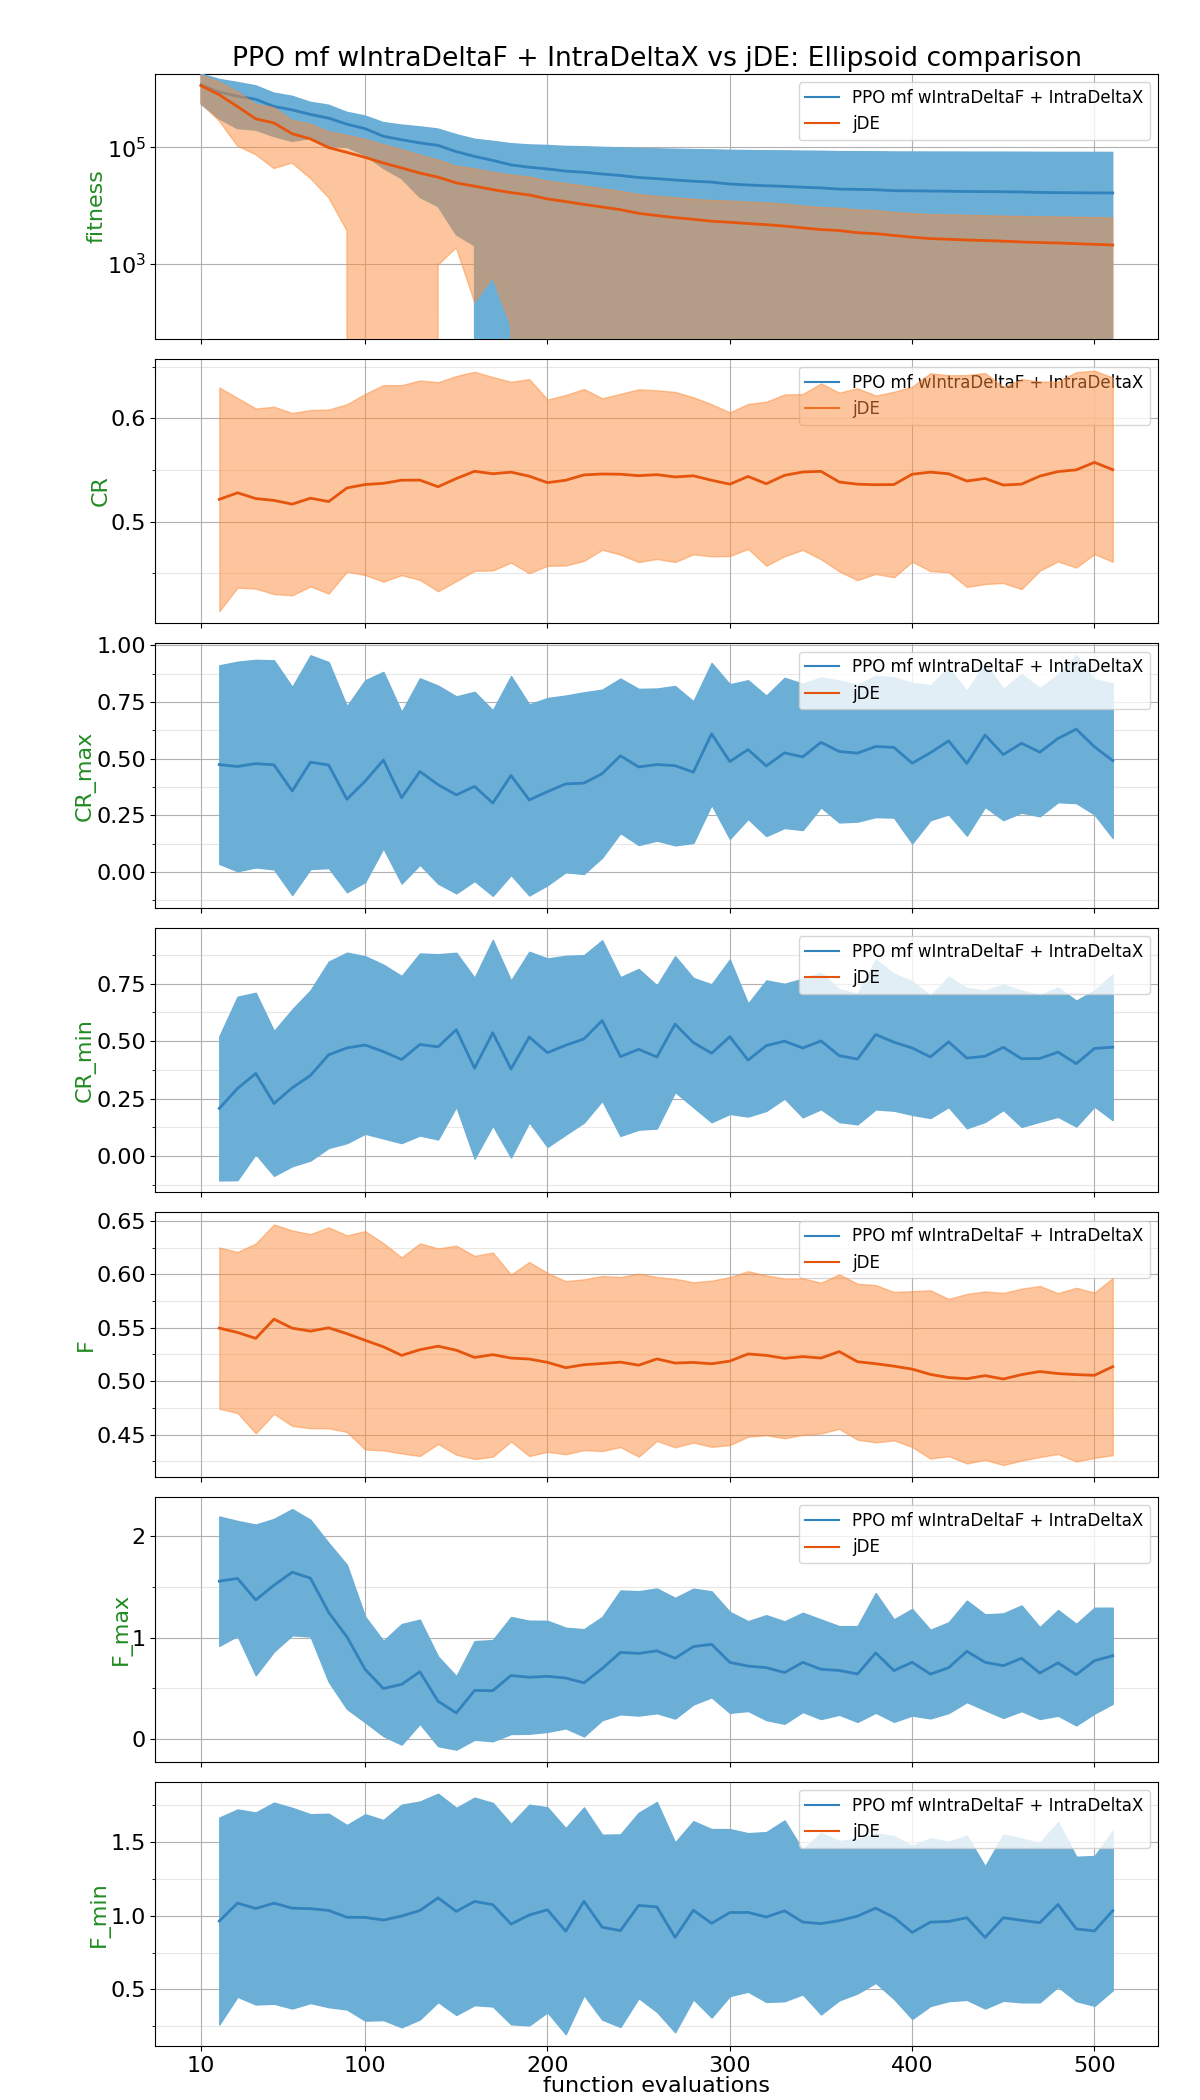 PPO mf wIntraDeltaF + IntraDeltaX vs jDE: Ellipsoid comparison
PPO mf wIntraDeltaF + IntraDeltaX
jDE
10^5
10^3
fitness
PPO mf wIntraDeltaF + IntraDeltaX
jDE
0.6
0.5
CR
PPO mf wIntraDeltaF + IntraDeltaX
jDE
1.00
0.75
0.50
0.25
0.00
CR_max
PPO mf wIntraDeltaF + IntraDeltaX
jDE
0.75
0.50
0.25
0.00
CR_min
PPO mf wIntraDeltaF + IntraDeltaX
jDE
0.65
0.60
0.55
0.50
0.45
F
PPO mf wIntraDeltaF + IntraDeltaX
jDE
2
1
0
F_max
PPO mf wIntraDeltaF + IntraDeltaX
jDE
1.5
1.0
0.5
F_min
10 100 200 300 400 500
function evaluations